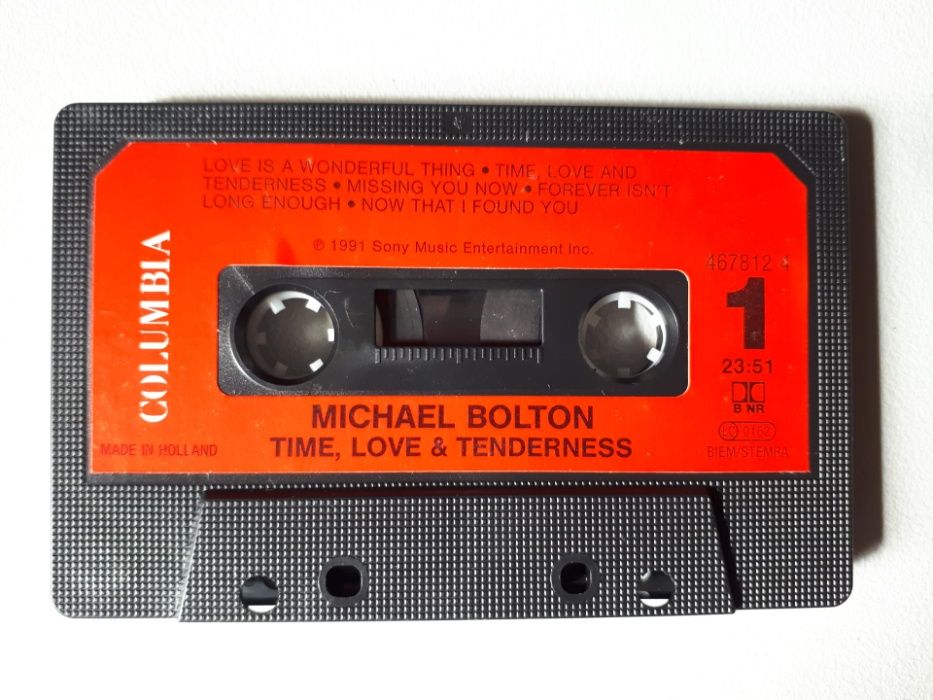 LOVE IS A WONDERFUL THING • TIME, LOVE AND
TENDERNESS • MISSING YOU NOW • FOREVER ISN'T
LONG ENOUGH • NOW THAT I FOUND YOU
℗ 1991 Sony Music Entertainment Inc.
COLUMBIA
467812 4
1
23:51
B NR
LC 0162
BIEM/STEMRA
MICHAEL BOLTON
TIME, LOVE & TENDERNESS
MADE IN HOLLAND